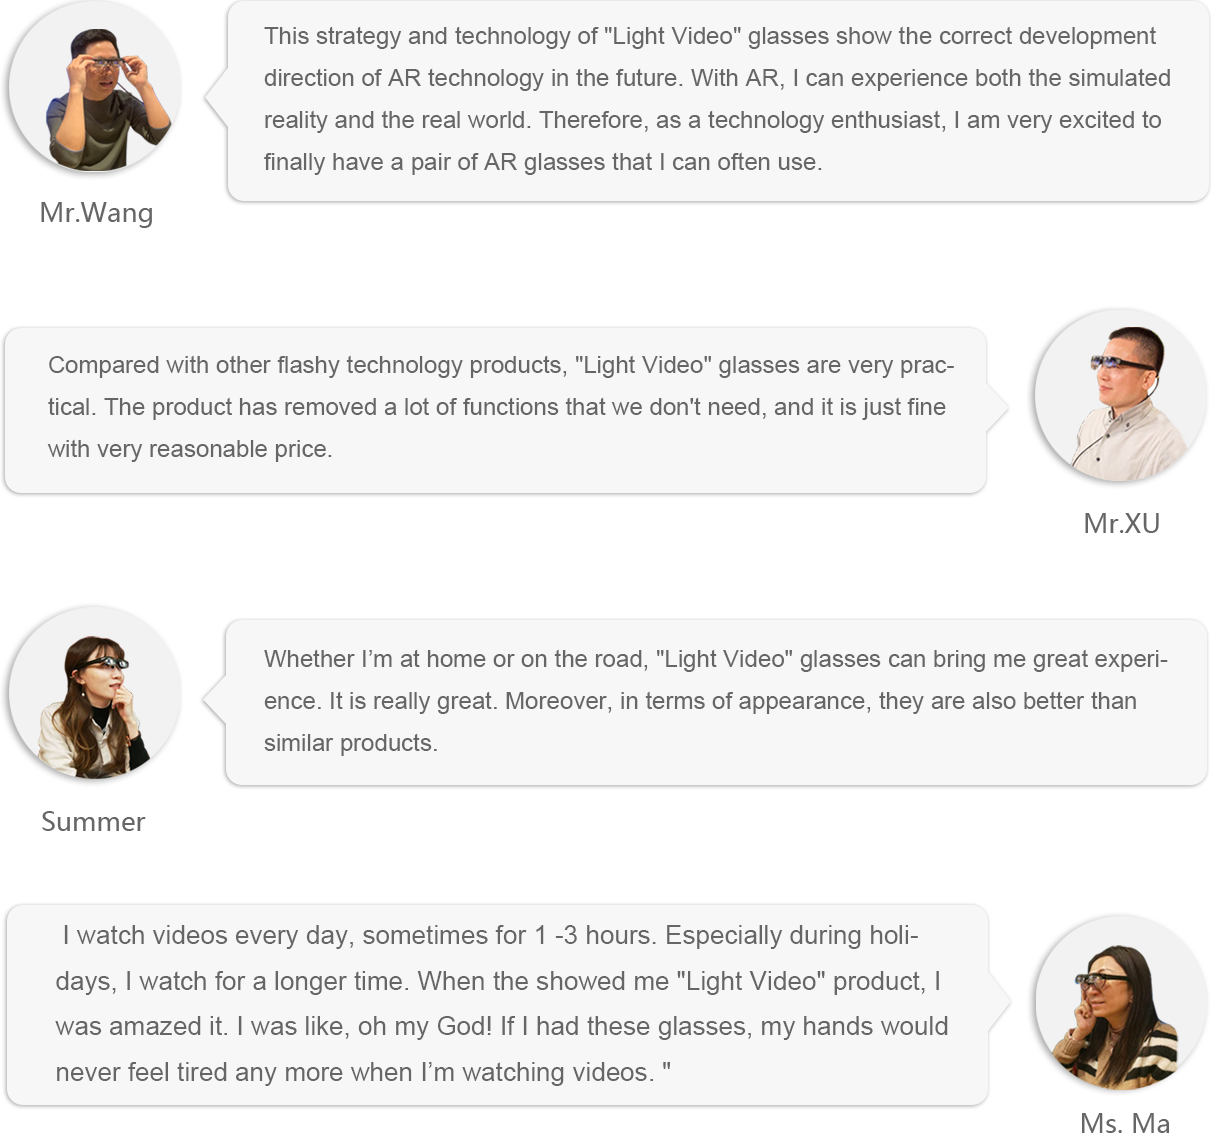 This strategy and technology of "Light Video" glasses show the correct development
direction of AR technology in the future. With AR, I can experience both the simulated
reality and the real world. Therefore, as a technology enthusiast, I am very excited to
finally have a pair of AR glasses that I can often use.
Mr.Wang
Compared with other flashy technology products, "Light Video" glasses are very prac-
tical. The product has removed a lot of functions that we don't need, and it is just fine
with very reasonable price.
Mr.XU
Whether I’m at home or on the road, "Light Video" glasses can bring me great experi-
ence. It is really great. Moreover, in terms of appearance, they are also better than
similar products.
Summer
I watch videos every day, sometimes for 1 -3 hours. Especially during holi-
days, I watch for a longer time. When the showed me "Light Video" product, I
was amazed it. I was like, oh my God! If I had these glasses, my hands would
never feel tired any more when I’m watching videos. "
Ms. Ma